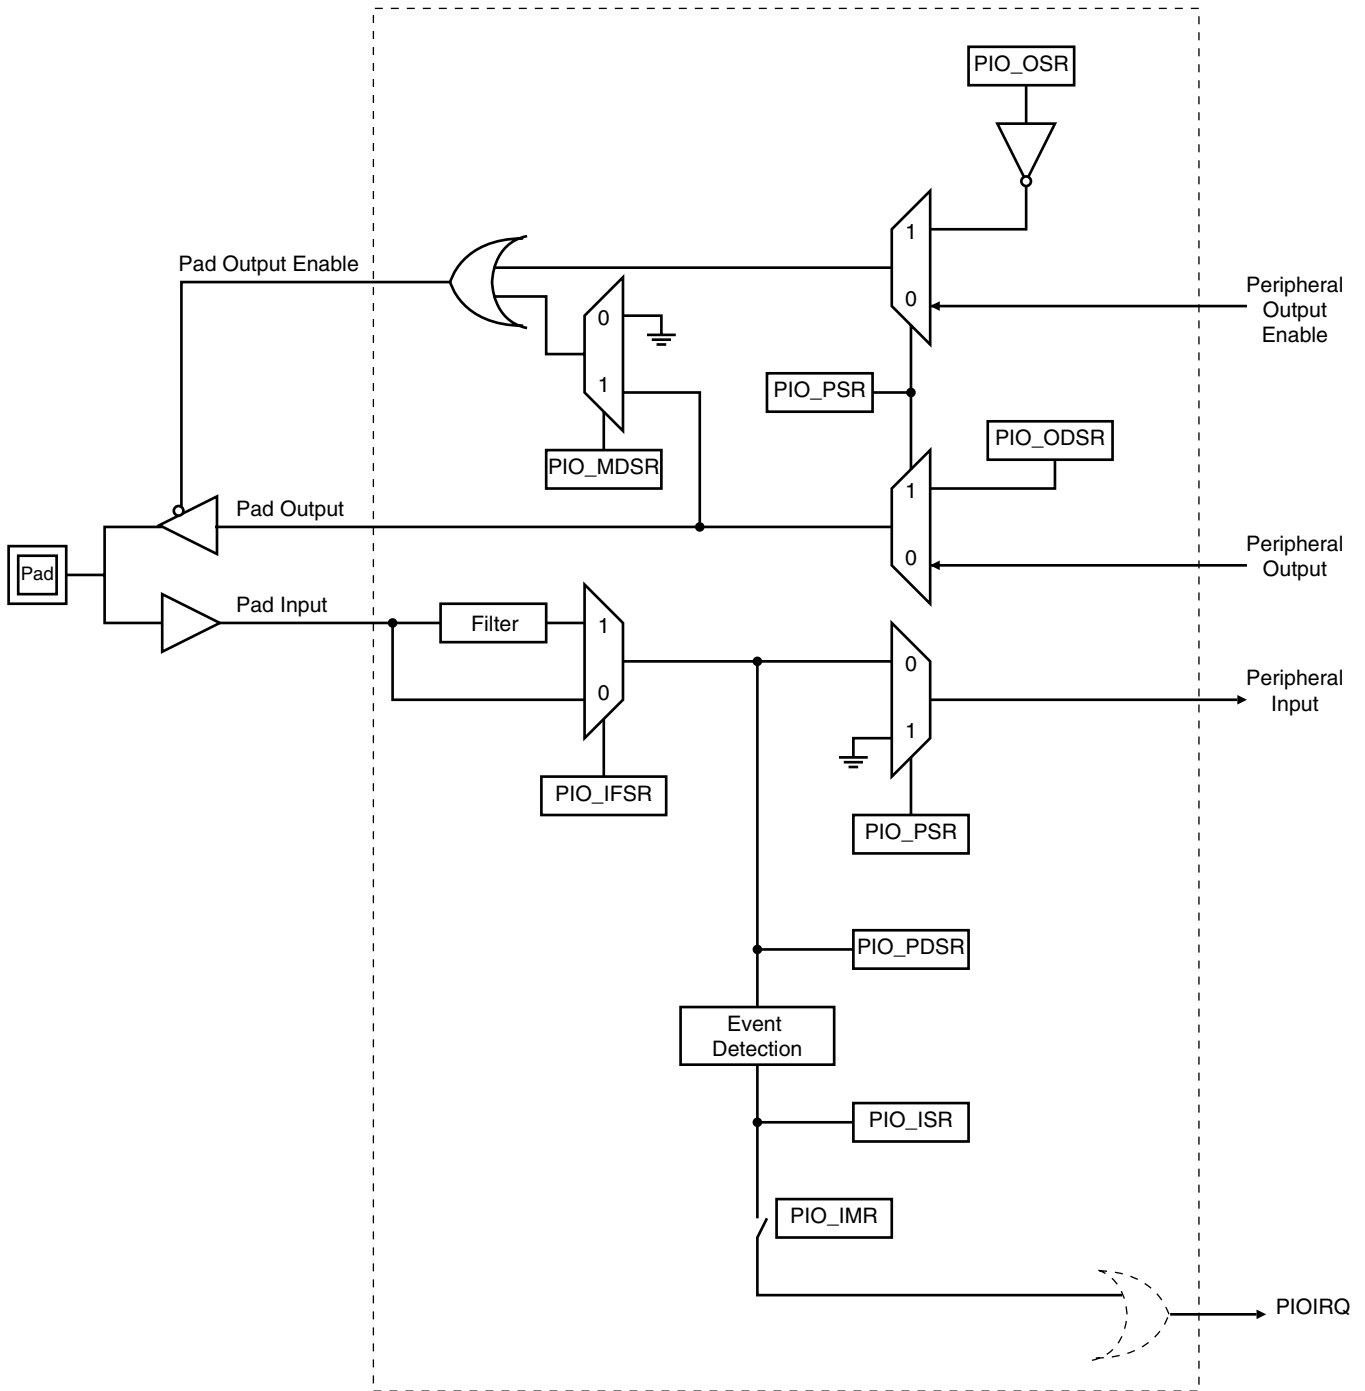 PIO_OSR
1
Pad Output Enable
0
Peripheral
Output
Enable
0
1
PIO_PSR
PIO_MDSR
PIO_ODSR
1
Pad Output
0
Peripheral
Output
Pad
Pad Input
Filter
1
0
0
1
Peripheral
Input
PIO_IFSR
PIO_PSR
PIO_PDSR
Event
Detection
PIO_ISR
PIO_IMR
PIOIRQ